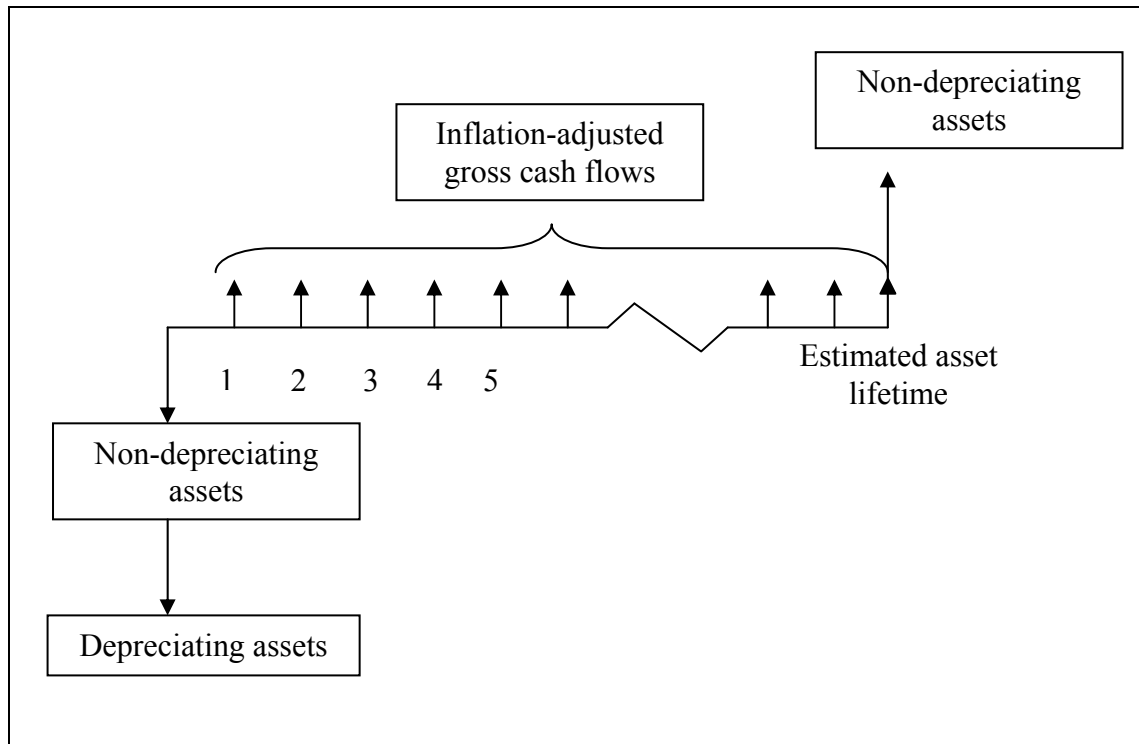 Non-depreciating
assets
Inflation-adjusted
gross cash flows
1 2 3 4 5
Estimated asset
lifetime
Non-depreciating
assets
Depreciating assets